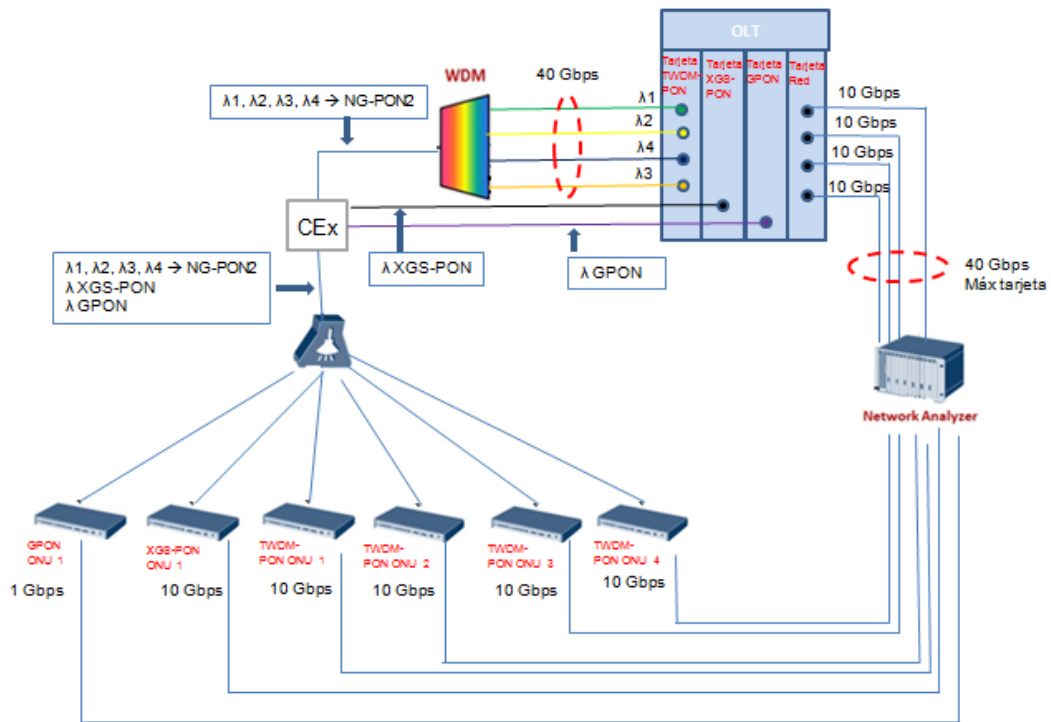 OLT
Tarjeta
TWDM-
PON
Tarjeta
XGS-
PON
Tarjeta
GPON
Tarjeta
Red
WDM
40 Gbps
λ1
λ2
λ4
λ3
10 Gbps
10 Gbps
10 Gbps
10 Gbps
λ1, λ2, λ3, λ4 → NG-PON2
CEx
λ XGS-PON
λ GPON
λ1, λ2, λ3, λ4 → NG-PON2
λ XGS-PON
λ GPON
40 Gbps
Máx tarjeta
Network Analyzer
GPON
ONU 1
1 Gbps
XGS-PON
ONU 1
10 Gbps
TWDM-
PON ONU 1
10 Gbps
TWDM-
PON ONU 2
10 Gbps
TWDM-
PON ONU 3
10 Gbps
TWDM-
PON ONU 4
10 Gbps